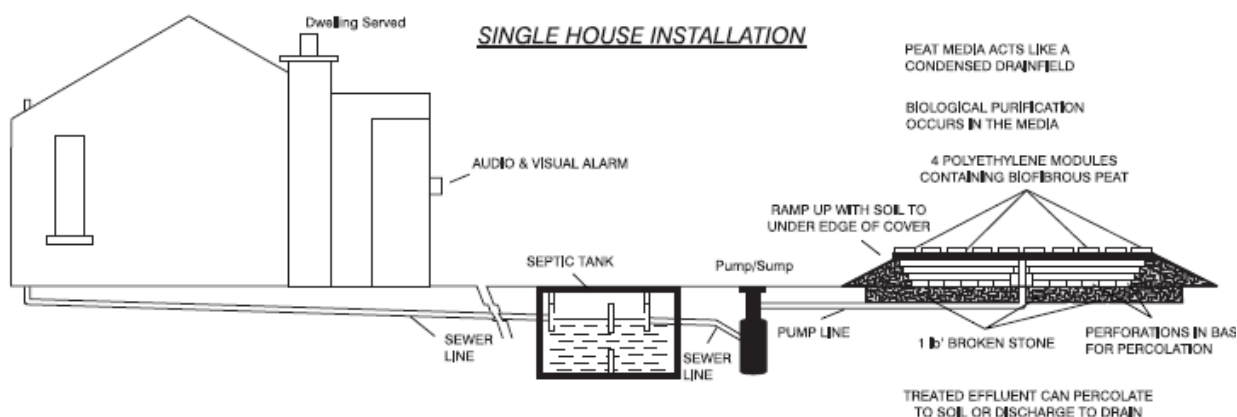 Dwelling Served
SINGLE HOUSE INSTALLATION
PEAT MEDIA ACTS LIKE A
CONDENSED DRAINFIELD
BIOLOGICAL PURIFICATION
OCCURS IN THE MEDIA
4 POLYETHYLENE MODULES
CONTAINING BIOFIBROUS PEAT
AUDIO & VISUAL ALARM
RAMP UP WITH SOIL TO
UNDER EDGE OF COVER
SEPTIC TANK
Pump/Sump
SEWER
LINE
SEWER
LINE
PUMP LINE
1 lb' BROKEN STONE
PERFORATIONS IN BAS
FOR PERCOLATION
TREATED EFFLUENT CAN PERCOLATE
TO SOIL OR DISCHARGE TO DRAIN